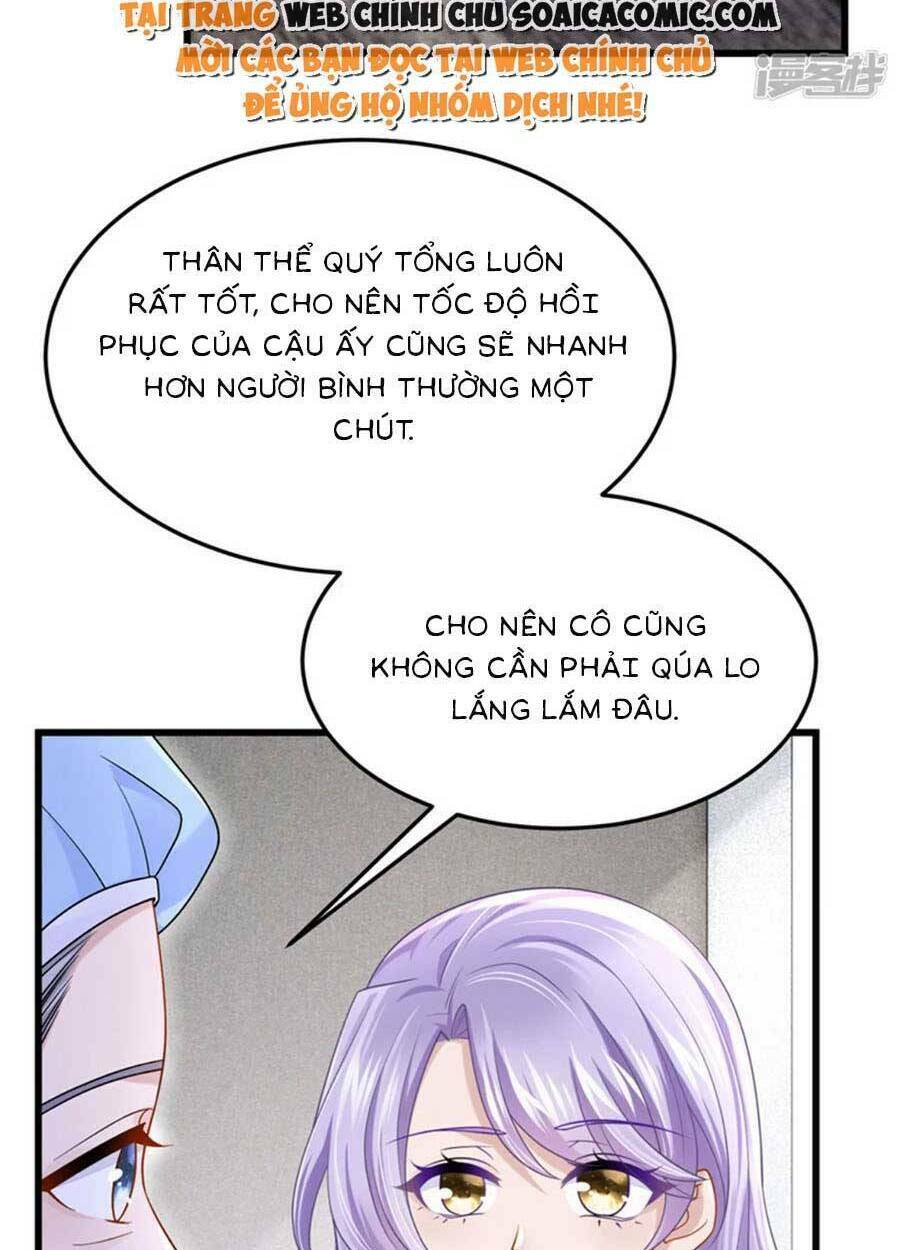 TẠI TRANG WEB CHÍNH CHỦ SOAICACOMIC.COM
MỜI CÁC BẠN ĐỌC TẠI WEB CHÍNH CHỦ
ĐỂ ỦNG HỘ NHÓM DỊCH NHÉ!
漫客栈
THÂN THỂ QUÝ TỔNG LUÔN
RẤT TỐT, CHO NÊN TỐC ĐỘ HỒI
PHỤC CỦA CẬU ẤY CŨNG SẼ NHANH
HƠN NGƯỜI BÌNH THƯỜNG MỘT
CHÚT.
CHO NÊN CÔ CŨNG
KHÔNG CẦN PHẢI QÚA LO
LẮNG LẮM ĐÂU.